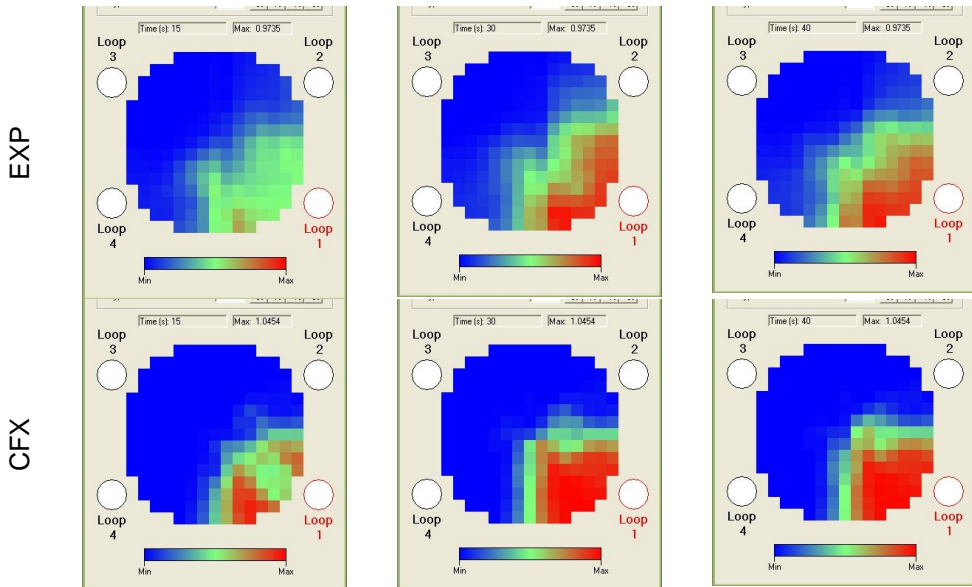 EXP
Time (s): 15 Max: 0.9735
Loop 3
Loop 2
Loop 4
Loop 1
Min Max
Time (s): 30 Max: 0.9735
Loop 3
Loop 2
Loop 4
Loop 1
Min Max
Time (s): 40 Max: 0.9735
Loop 3
Loop 2
Loop 4
Loop 1
Min Max
CFX
Time (s): 15 Max: 1.0454
Loop 3
Loop 2
Loop 4
Loop 1
Min Max
Time (s): 30 Max: 1.0454
Loop 3
Loop 2
Loop 4
Loop 1
Min Max
Time (s): 40 Max: 1.0454
Loop 3
Loop 2
Loop 4
Loop 1
Min Max